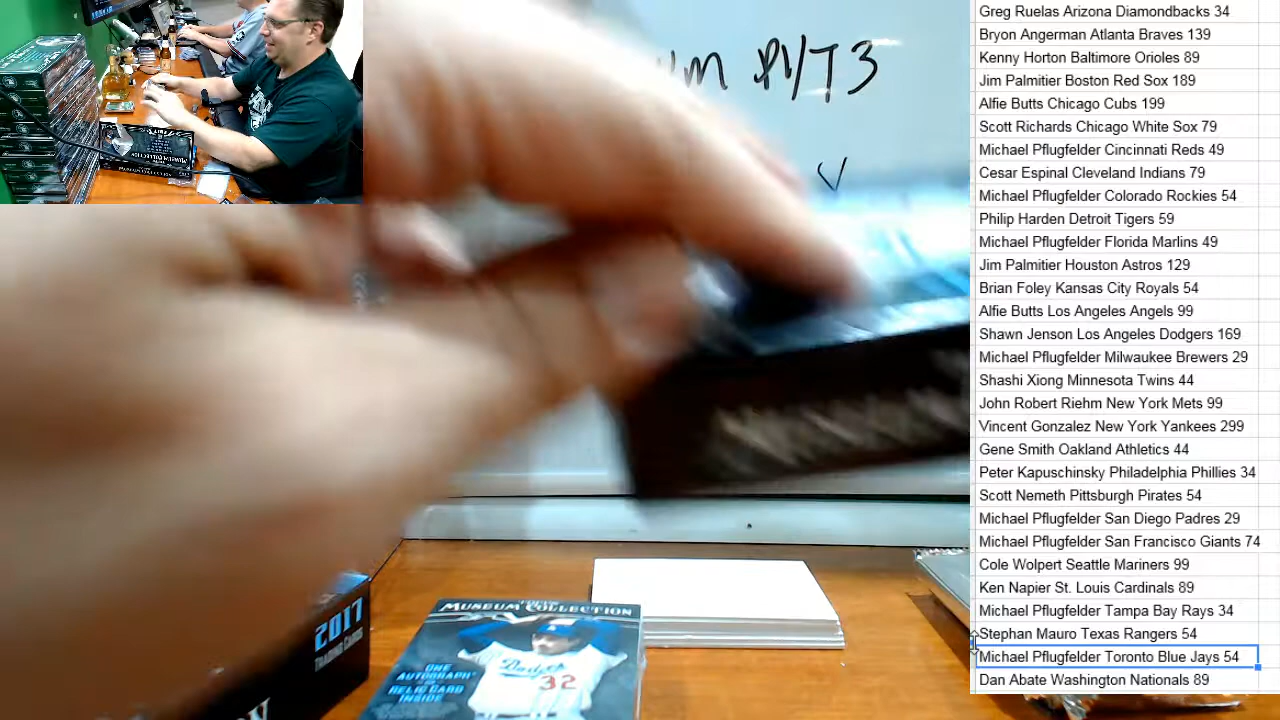 Greg Ruelas Arizona Diamondbacks 34
Bryon Angerman Atlanta Braves 139
Kenny Horton Baltimore Orioles 89
Jim Palmitier Boston Red Sox 189
Alfie Butts Chicago Cubs 199
Scott Richards Chicago White Sox 79
Michael Pflugfelder Cincinnati Reds 49
Cesar Espinal Cleveland Indians 79
Michael Pflugfelder Colorado Rockies 54
Philip Harden Detroit Tigers 59
Michael Pflugfelder Florida Marlins 49
Jim Palmitier Houston Astros 129
Brian Foley Kansas City Royals 54
Alfie Butts Los Angeles Angels 99
Shawn Jenson Los Angeles Dodgers 169
Michael Pflugfelder Milwaukee Brewers 29
Shashi Xiong Minnesota Twins 44
John Robert Riehm New York Mets 99
Vincent Gonzalez New York Yankees 299
Gene Smith Oakland Athletics 44
Peter Kapuschinsky Philadelphia Phillies 34
Scott Nemeth Pittsburgh Pirates 54
Michael Pflugfelder San Diego Padres 29
Michael Pflugfelder San Francisco Giants 74
Cole Wolpert Seattle Mariners 99
Ken Napier St. Louis Cardinals 89
Michael Pflugfelder Tampa Bay Rays 34
Stephan Mauro Texas Rangers 54
Michael Pflugfelder Toronto Blue Jays 54
Dan Abate Washington Nationals 89
MUSEUM COLLECTION
2017
TRADING CARDS
MUSEUM COLLECTION
ONE
AUTOGRAPH
RELIC CARD
INSIDE
Dodgers
32